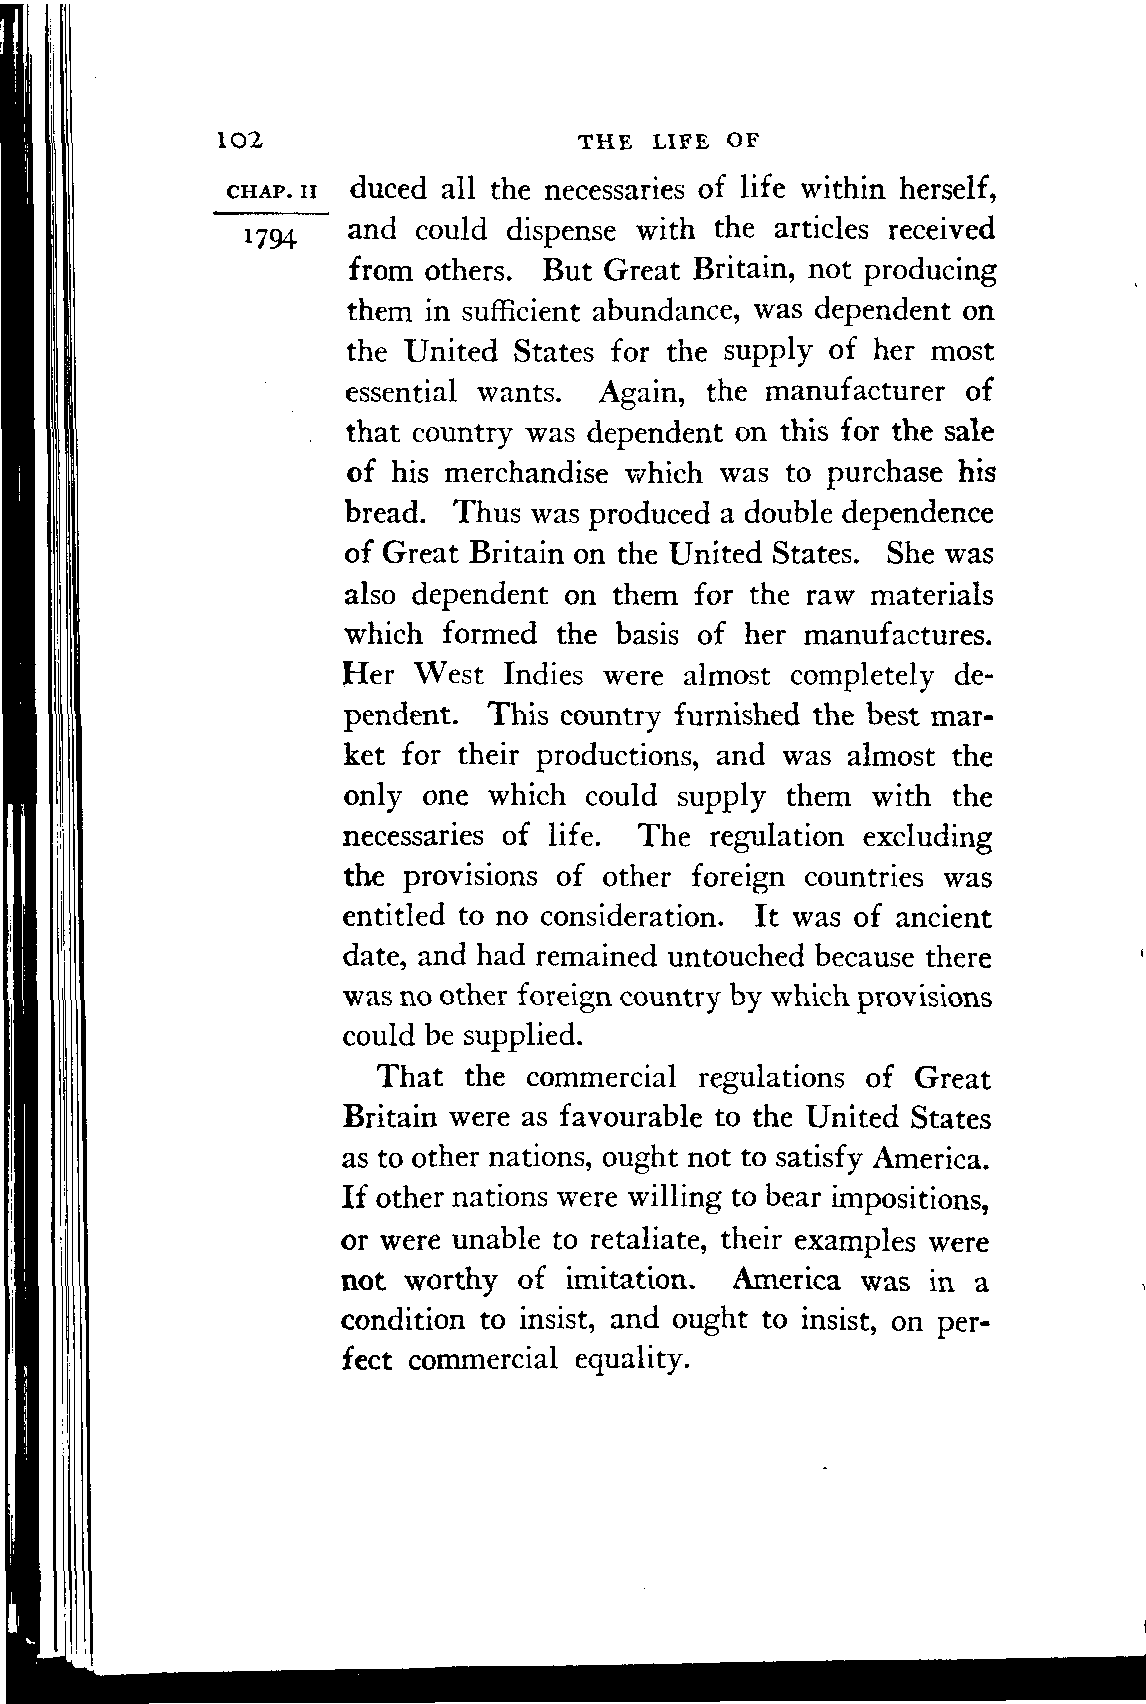 102 THE LIFE OF
CHAP. II duced all the necessaries of life within herself,
1794 and could dispense with the articles received
from others. But Great Britain, not producing
them in sufficient abundance, was dependent on
the United States for the supply of her most
essential wants. Again, the manufacturer of
that country was dependent on this for the sale
of his merchandise which was to purchase his
bread. Thus was produced a double dependence
of Great Britain on the United States. She was
also dependent on them for the raw materials
which formed the basis of her manufactures.
Her West Indies were almost completely de-
pendent. This country furnished the best mar-
ket for their productions, and was almost the
only one which could supply them with the
necessaries of life. The regulation excluding
the provisions of other foreign countries was
entitled to no consideration. It was of ancient
date, and had remained untouched because there
was no other foreign country by which provisions
could be supplied.
That the commercial regulations of Great
Britain were as favourable to the United States
as to other nations, ought not to satisfy America.
If other nations were willing to bear impositions,
or were unable to retaliate, their examples were
not worthy of imitation. America was in a
condition to insist, and ought to insist, on per-
fect commercial equality.